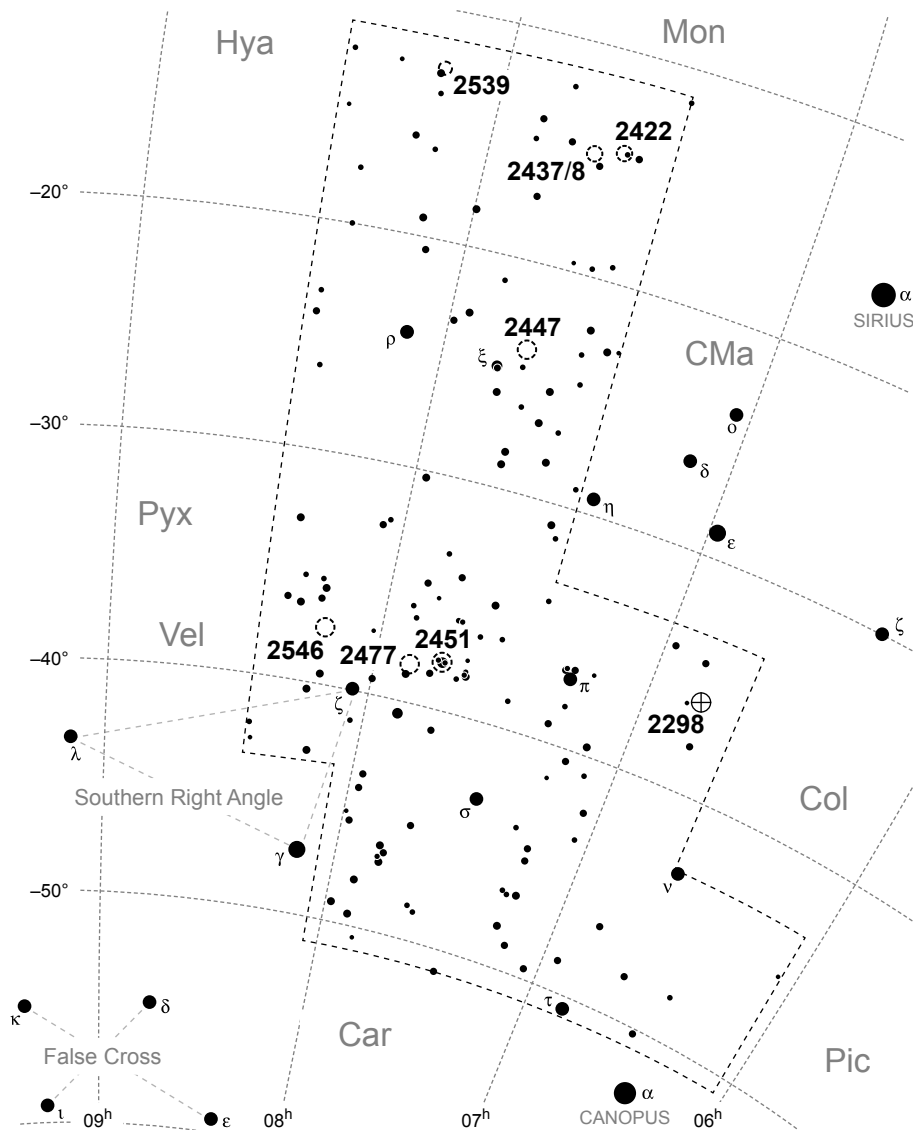 Hya
Mon
2539
2422
2437/8
–20°
α
SIRIUS
2447
ρ
ξ
CMa
ο
–30°
δ
η
ε
Pyx
ζ
Vel
2546
2477
2451
–40°
π
ζ
2298
λ
Southern Right Angle
σ
Col
γ
ν
–50°
τ
κ
δ
Car
False Cross
Pic
α
ι
ε
CANOPUS
09h
08h
07h
06h